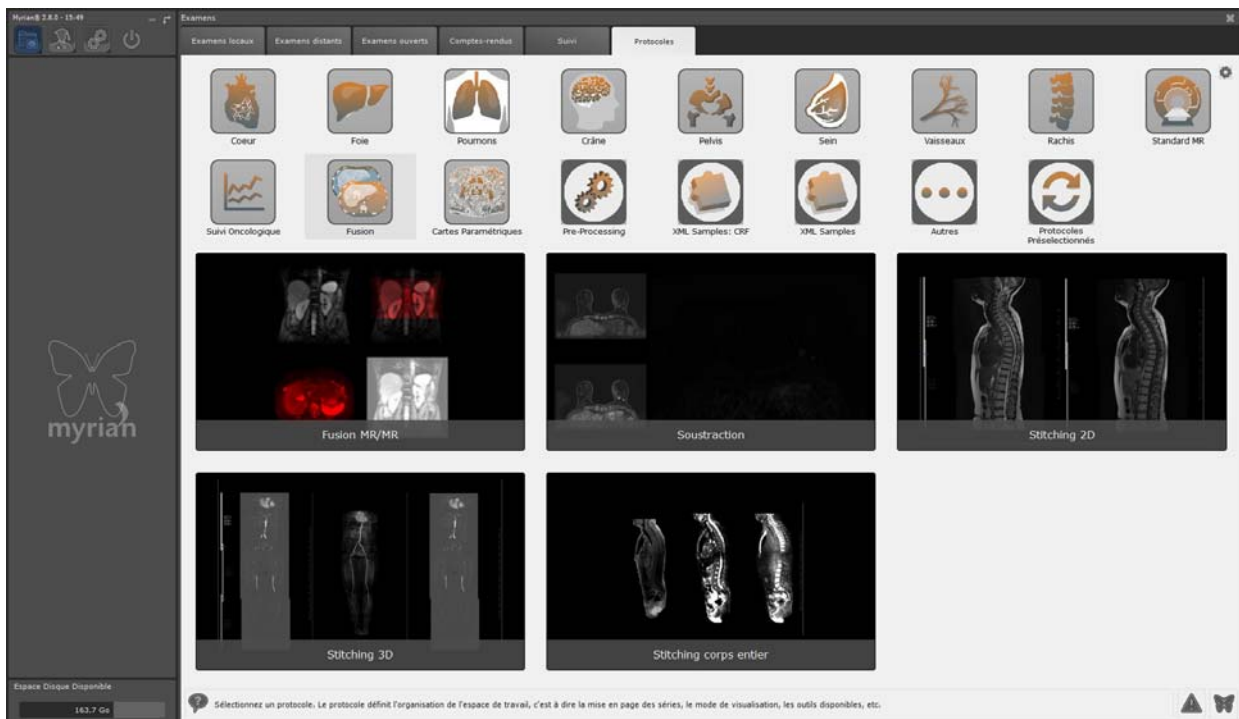 Myrian® 2.8.0 - 15:49
Examens
Examens locaux
Examens distants
Examens ouverts
Comptes-rendus
Suivi
Protocoles
Coeur
Foie
Poumons
Crâne
Pelvis
Sein
Vaisseaux
Rachis
Standard MR
Suivi Oncologique
Fusion
Cartes Paramétriques
Pre-Processing
XML Samples: CRF
XML Samples
Autres
Protocoles
Préselectionnés
myrian
Fusion MR/MR
Soustraction
Stitching 2D
Stitching 3D
Stitching corps entier
Espace Disque Disponible
163.7 Go
Sélectionnez un protocole. Le protocole définit l'organisation de l'espace de travail, c'est à dire la mise en page des séries, le mode de visualisation, les outils disponibles, etc.